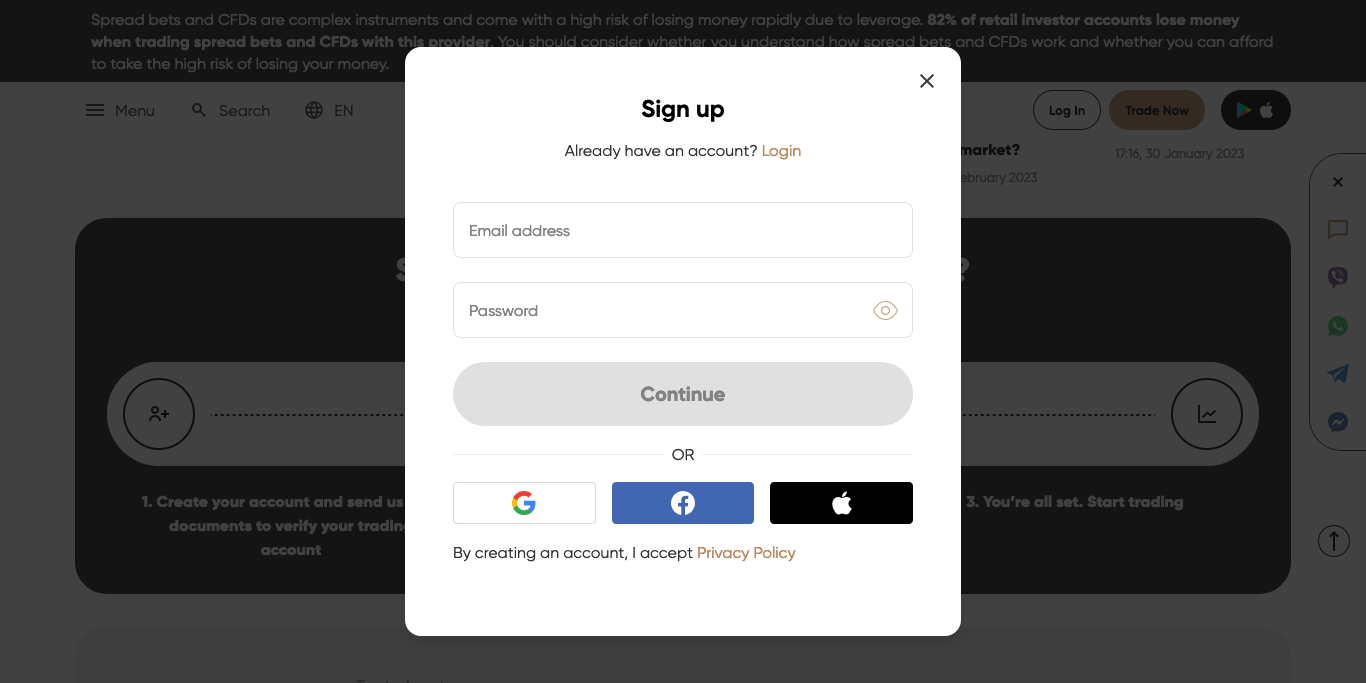 Spread bets and CFDs are complex instruments and come with a high risk of losing money rapidly due to leverage. 82% of retail investor accounts lose money
when trading spread bets and CFDs with this provider. You should consider whether you understand how spread bets and CFDs work and whether you can afford
to take the high risk of losing your money.
Menu
Search
EN
Log In
Trade Now
market?
17:16, 30 January 2023
ebruary 2023
Sign up
Already have an account? Login
Email address
Password
Continue
OR
By creating an account, I accept Privacy Policy
S
?
1. Create your account and send us
documents to verify your trading
account
3. You're all set. Start trading